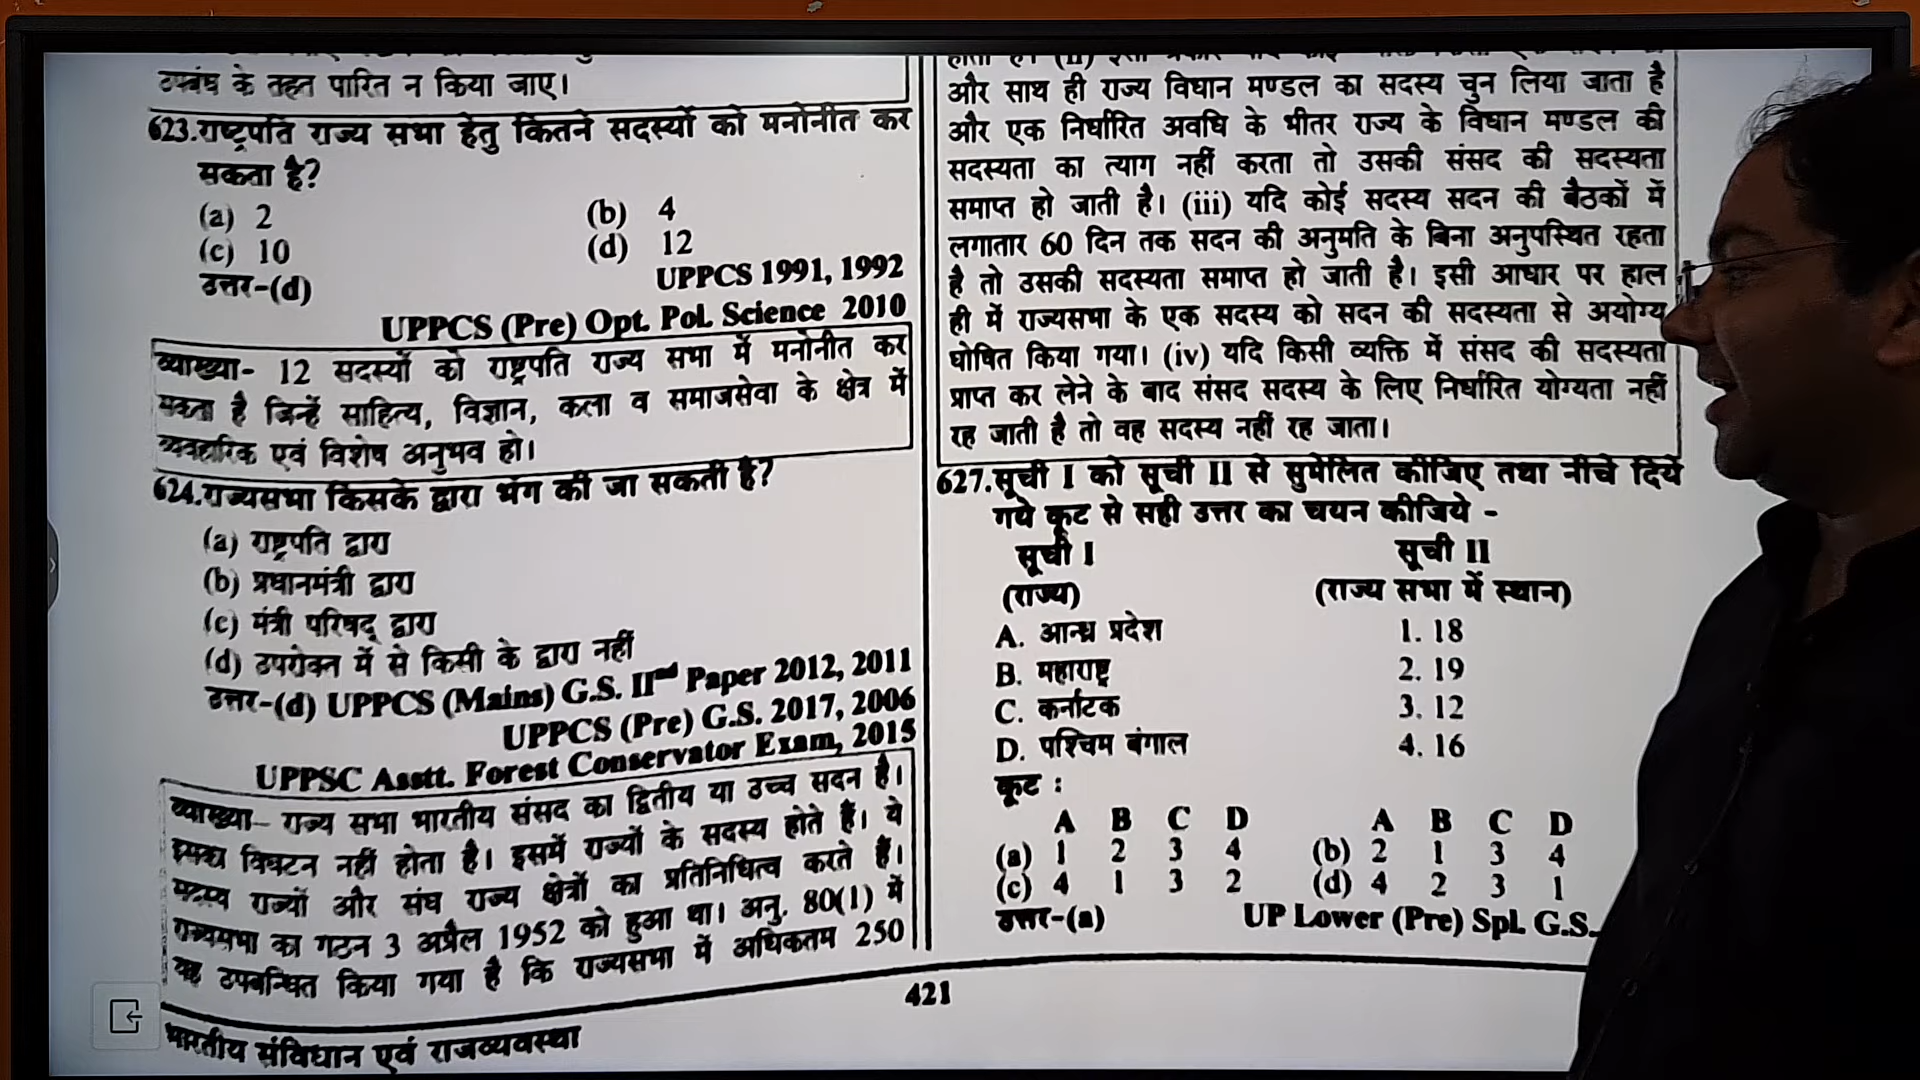 उपबंध के तहत पारित न किया जाए।
623.राष्ट्रपति राज्य सभा हेतु कितने सदस्यों को मनोनीत कर
सकता है?
(a) 2 (b) 4
(c) 10 (d) 12
उत्तर-(d) UPPCS 1991, 1992
UPPCS (Pre) Opt. Pol. Science 2010
व्याख्या- 12 सदस्यों को राष्ट्रपति राज्य सभा में मनोनीत कर
सकता है जिन्हें साहित्य, विज्ञान, कला व समाजसेवा के क्षेत्र में
व्यवहारिक एवं विशेष अनुभव हो।
624.राज्यसभा किसके द्वारा भंग की जा सकती है?
(a) राष्ट्रपति द्वारा
(b) प्रधानमंत्री द्वारा
(c) मंत्री परिषद् द्वारा
(d) उपरोक्त में से किसी के द्वारा नहीं
उत्तर-(d) UPPCS (Mains) G.S. IInd Paper 2012, 2011
UPPCS (Pre) G.S. 2017, 2006
UPPSC Asstt. Forest Conservator Exam, 2015
व्याख्या– राज्य सभा भारतीय संसद का द्वितीय या उच्च सदन है।
इसका विघटन नहीं होता है। इसमें राज्यों के सदस्य होते हैं। ये
सदस्य राज्यों और संघ राज्य क्षेत्रों का प्रतिनिधित्व करते हैं।
राज्यसभा का गठन 3 अप्रैल 1952 को हुआ था। अनु. 80(1) में
यह उपबन्धित किया गया है कि राज्यसभा में अधिकतम 250
और साथ ही राज्य विधान मण्डल का सदस्य चुन लिया जाता है
और एक निर्धारित अवधि के भीतर राज्य के विधान मण्डल की
सदस्यता का त्याग नहीं करता तो उसकी संसद की सदस्यता
समाप्त हो जाती है। (iii) यदि कोई सदस्य सदन की बैठकों में
लगातार 60 दिन तक सदन की अनुमति के बिना अनुपस्थित रहता
है तो उसकी सदस्यता समाप्त हो जाती है। इसी आधार पर हाल
ही में राज्यसभा के एक सदस्य को सदन की सदस्यता से अयोग्य
घोषित किया गया। (iv) यदि किसी व्यक्ति में संसद की सदस्यता
प्राप्त कर लेने के बाद संसद सदस्य के लिए निर्धारित योग्यता नहीं
रह जाती है तो वह सदस्य नहीं रह जाता।
627.सूची I को सूची II से सुमेलित कीजिए तथा नीचे दिये
गये कूट से सही उत्तर का चयन कीजिये -
सूची I सूची II
(राज्य) (राज्य सभा में स्थान)
A. आन्ध्र प्रदेश 1. 18
B. महाराष्ट्र 2. 19
C. कर्नाटक 3. 12
D. पश्चिम बंगाल 4. 16
कूट :
A B C D A B C D
(a) 1 2 3 4 (b) 2 1 3 4
(c) 4 1 3 2 (d) 4 2 3 1
उत्तर-(a) UP Lower (Pre) Spl. G.S.
421
भारतीय संविधान एवं राजव्यवस्था